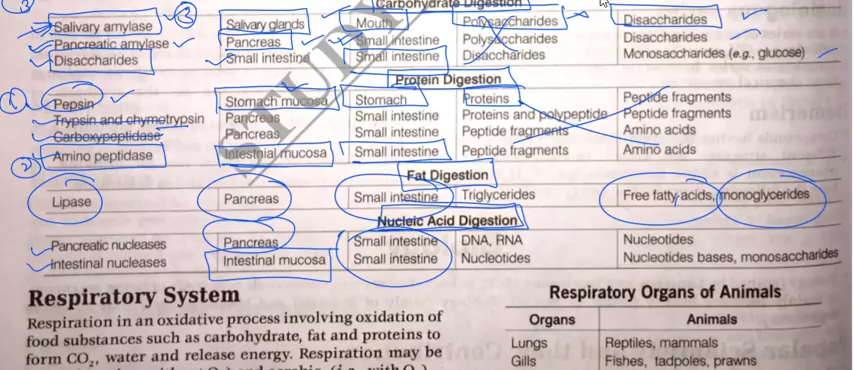 Carbohydrate Digestion
Salivary amylase Salivary glands Mouth Polysaccharides Disaccharides
Pancreatic amylase Pancreas Small intestine Polysaccharides Disaccharides
Disaccharides Small intestine Small intestine Disaccharides Monosaccharides (e.g., glucose)
Protein Digestion
Pepsin Stomach mucosa Stomach Proteins Peptide fragments
Trypsin and chymotrypsin Pancreas Small intestine Proteins and polypeptide Peptide fragments
Carboxypeptidase Pancreas Small intestine Peptide fragments Amino acids
Amino peptidase Intestnial mucosa Small intestine Peptide fragments Amino acids
Fat Digestion
Lipase Pancreas Small intestine Triglycerides Free fatty acids, monoglycerides
Nucleic Acid Digestion
Pancreatic nucleases Pancreas Small intestine DNA, RNA Nucleotides
Intestinal nucleases Intestinal mucosa Small intestine Nucleotides Nucleotides bases, monosaccharides
Respiratory System
Respiration in an oxidative process involving oxidation of
food substances such as carbohydrate, fat and proteins to
form CO₂, water and release energy. Respiration may be
Respiratory Organs of Animals
Organs Animals
Lungs Reptiles, mammals
Gills Fishes, tadpoles, prawns
STUDY